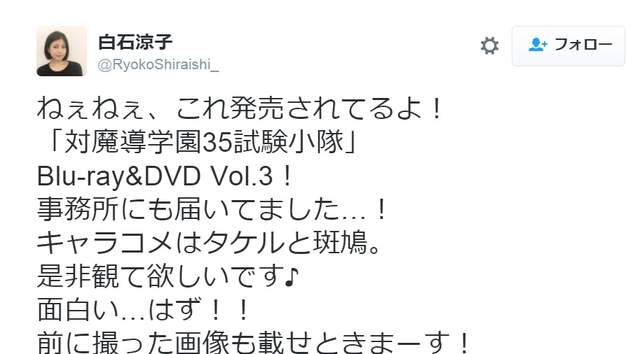 白石涼子
@RyokoShiraishi_
フォロー
ねぇねぇ、これ発売されてるよ！
「対魔導学園35試験小隊」
Blu-ray&DVD Vol.3！
事務所にも届いてました…！
キャラコメはタケルと斑鳩。
是非観て欲しいです♪
面白い…はず！！
前に撮った画像も載せときまーす！